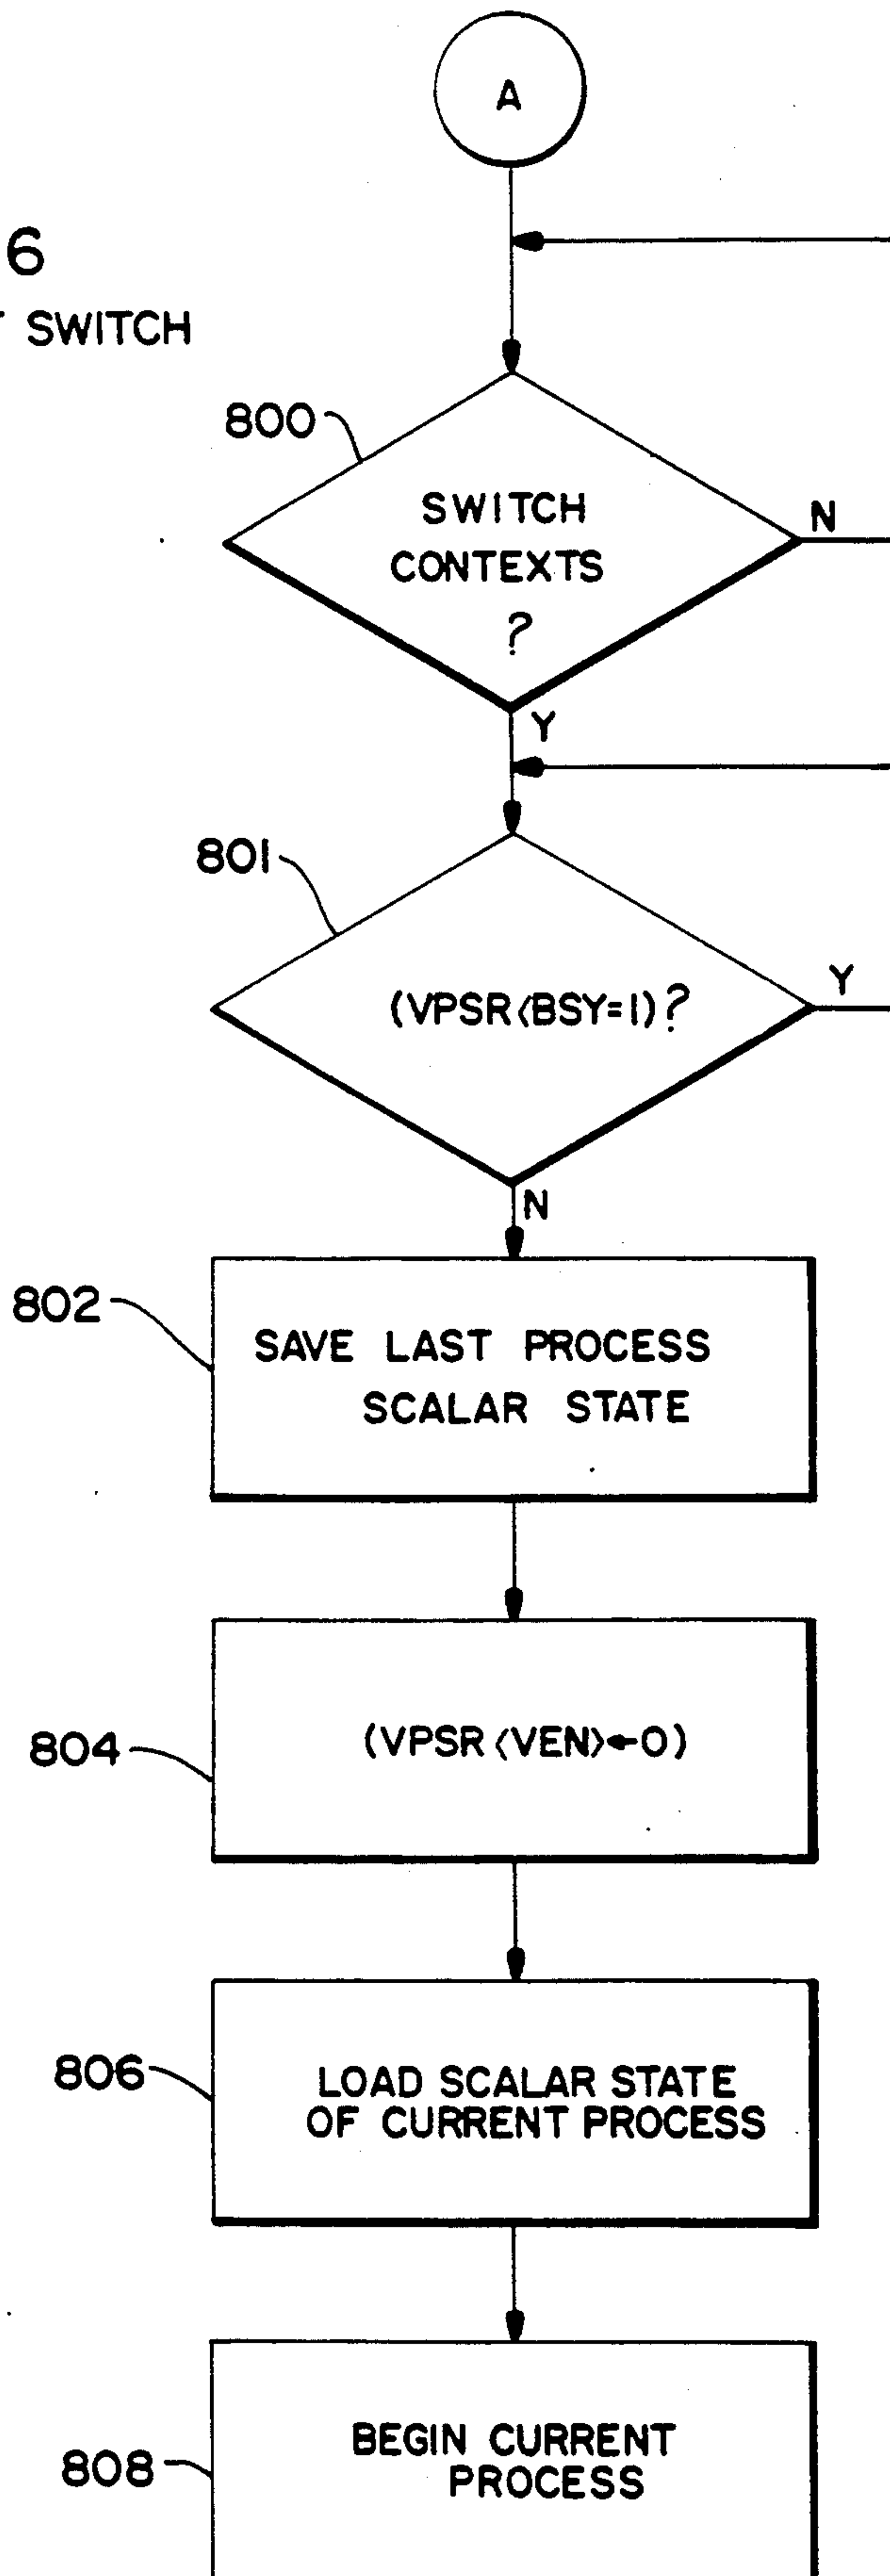 A
6
SWITCH
800
SWITCH
CONTEXTS
?
N
Y
801
(VPSR<BSY=1)?
Y
N
802
SAVE LAST PROCESS
SCALAR STATE
804
(VPSR<VEN>←0)
806
LOAD SCALAR STATE
OF CURRENT PROCESS
808
BEGIN CURRENT
PROCESS